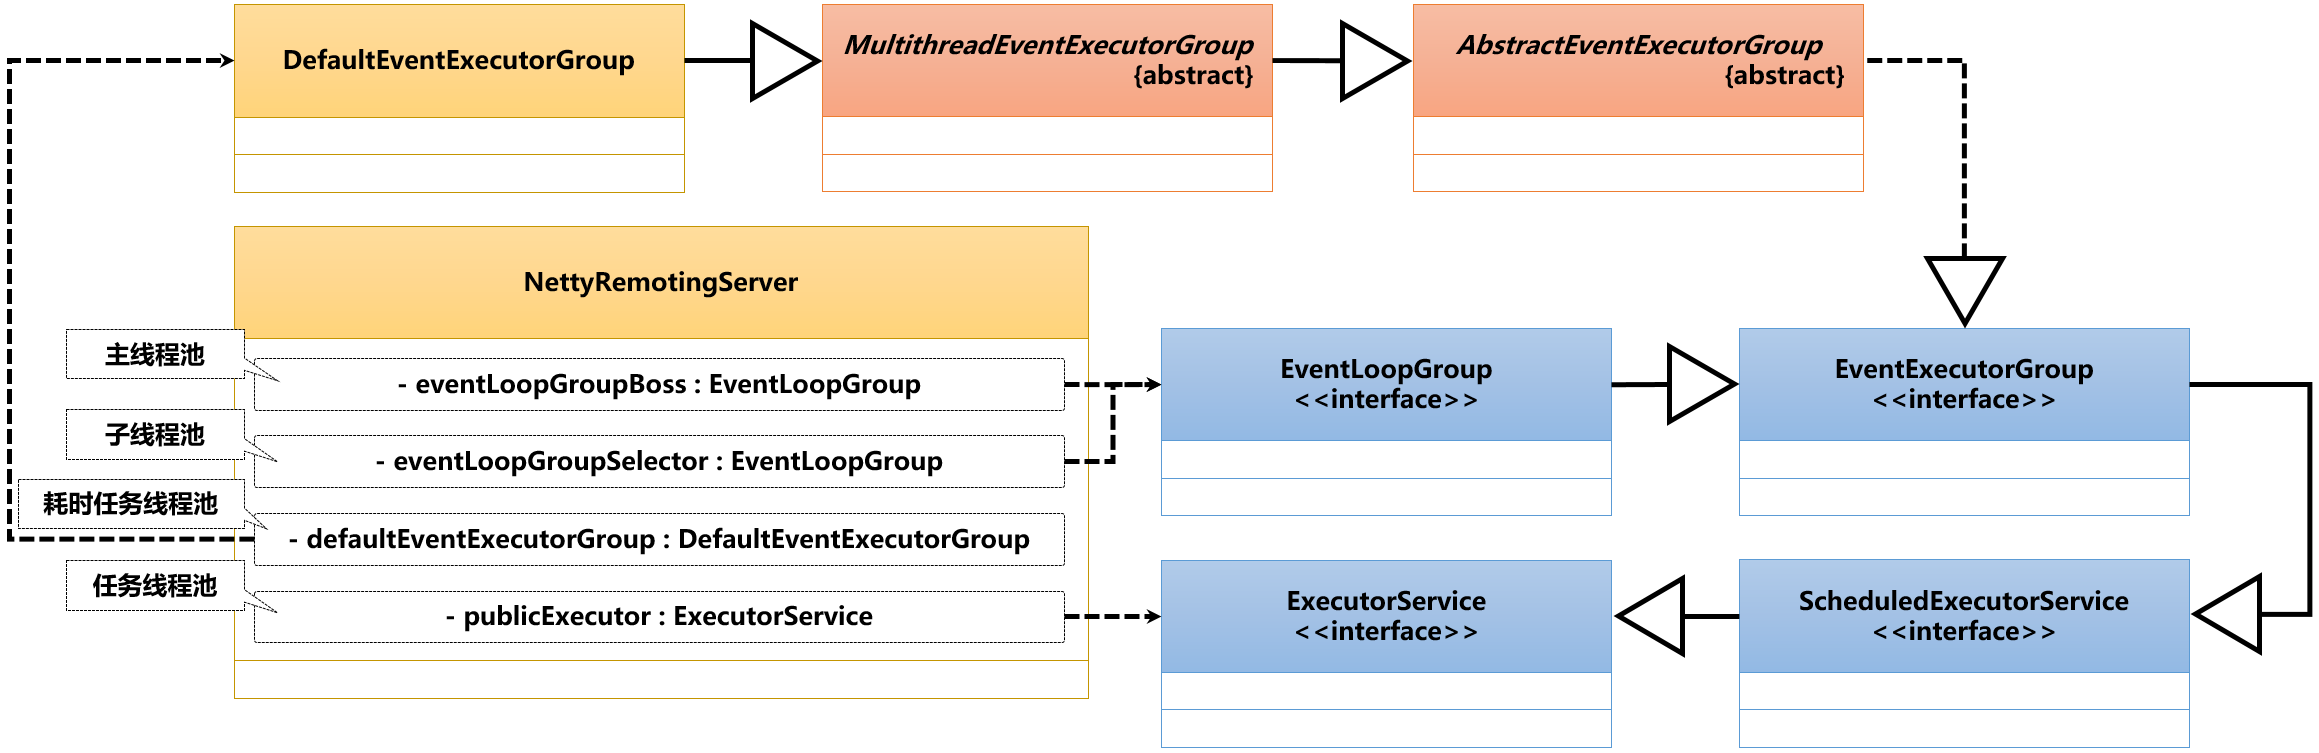 DefaultEventExecutorGroup
MultithreadEventExecutorGroup
{abstract}
AbstractEventExecutorGroup
{abstract}
NettyRemotingServer
主线程池
- eventLoopGroupBoss : EventLoopGroup
子线程池
- eventLoopGroupSelector : EventLoopGroup
耗时任务线程池
- defaultEventExecutorGroup : DefaultEventExecutorGroup
任务线程池
- publicExecutor : ExecutorService
EventLoopGroup
<<interface>>
EventExecutorGroup
<<interface>>
ExecutorService
<<interface>>
ScheduledExecutorService
<<interface>>